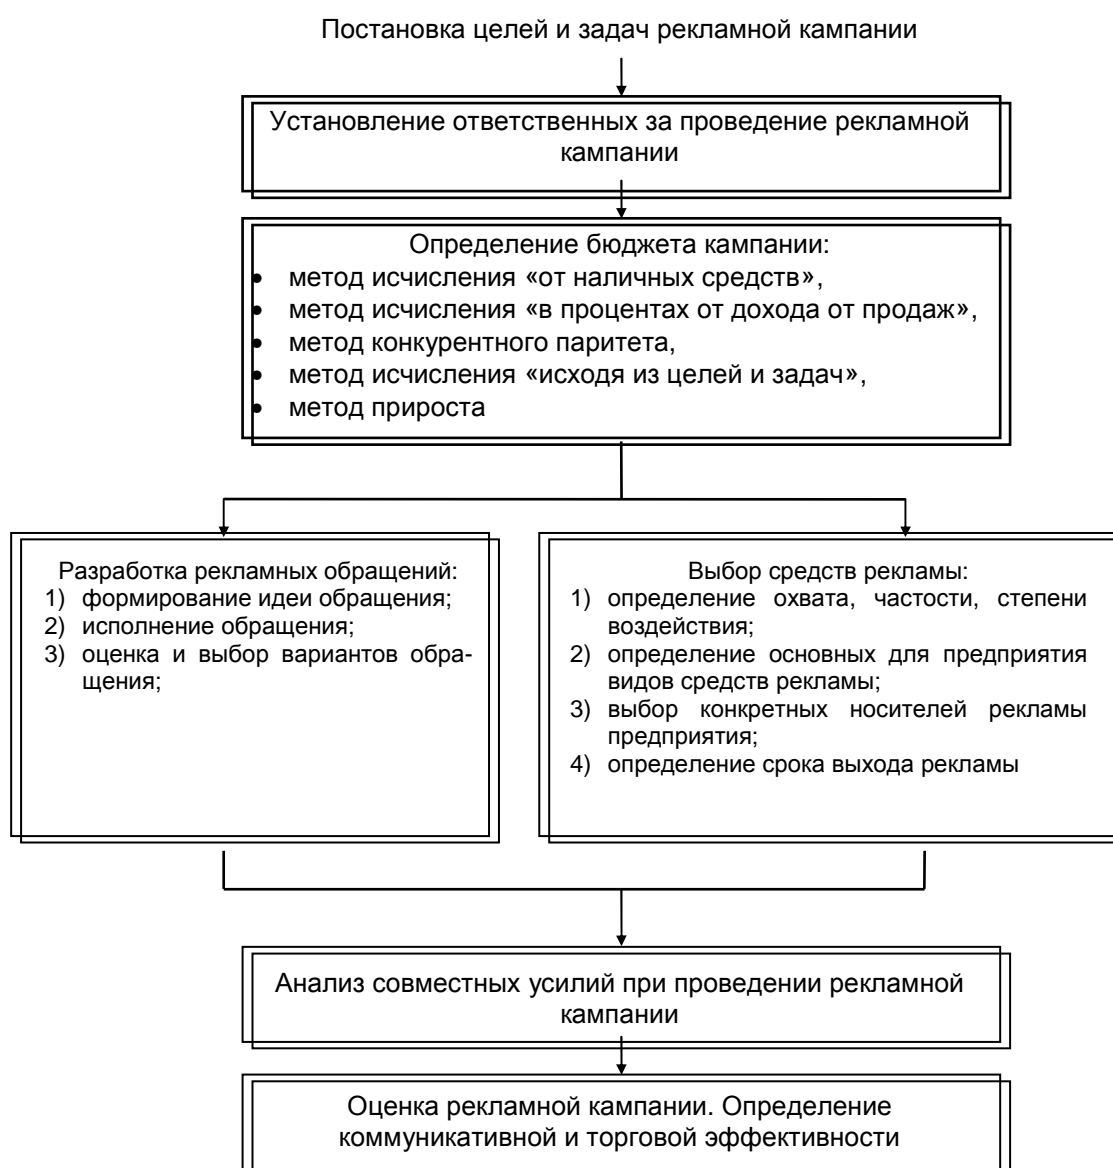 Постановка целей и задач рекламной кампании
Установление ответственных за проведение рекламной
кампании
Определение бюджета кампании:
• метод исчисления «от наличных средств»,
• метод исчисления «в процентах от дохода от продаж»,
• метод конкурентного паритета,
• метод исчисления «исходя из целей и задач»,
• метод прироста
Разработка рекламных обращений:
1) формирование идеи обращения;
2) исполнение обращения;
3) оценка и выбор вариантов обра-
щения;
Выбор средств рекламы:
1) определение охвата, частости, степени
воздействия;
2) определение основных для предприятия
видов средств рекламы;
3) выбор конкретных носителей рекламы
предприятия;
4) определение срока выхода рекламы
Анализ совместных усилий при проведении рекламной
кампании
Оценка рекламной кампании. Определение
коммуникативной и торговой эффективности